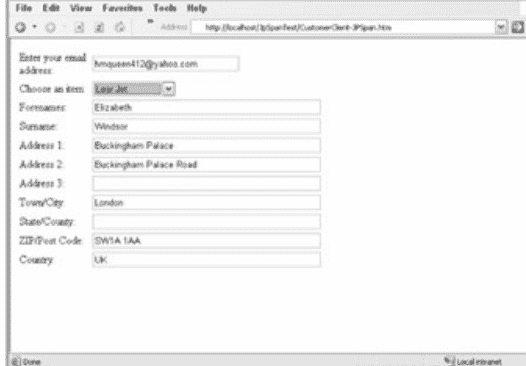 File Edit View Favorites Tools Help
Address http://localhost/JpSpanTest/CustomerClient-JPSpan.htm
Enter your email
address:
hmqueen412@yahoo.com
Choose an item: Lear Jet
Forenames: Elizabeth
Surname: Windsor
Address 1: Buckingham Palace
Address 2: Buckingham Palace Road
Address 3:
Town/City: London
State/County:
ZIP/Post Code: SW1A 1AA
Country: UK
Done Local intranet